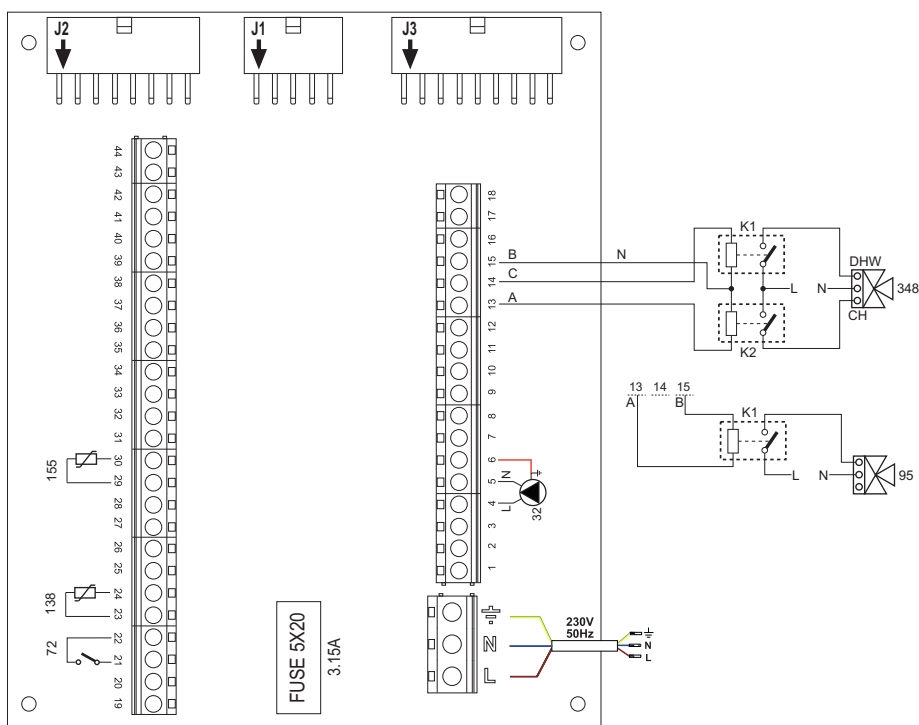 J2
J1
J3
44
43
42
41
40
39
38
37
36
35
34
33
32
31
30
29
28
27
26
25
24
23
22
21
20
19
155
138
72
18
17
16
15
14
13
12
11
10
9
8
7
6
5
4
3
2
1
B
C
A
N
K1
DHW
L
N
348
CH
K2
13 14 15
A
B
K1
L
N
95
N
L
32
FUSE 5X20
3.15A
N
L
230V
50Hz
N
L